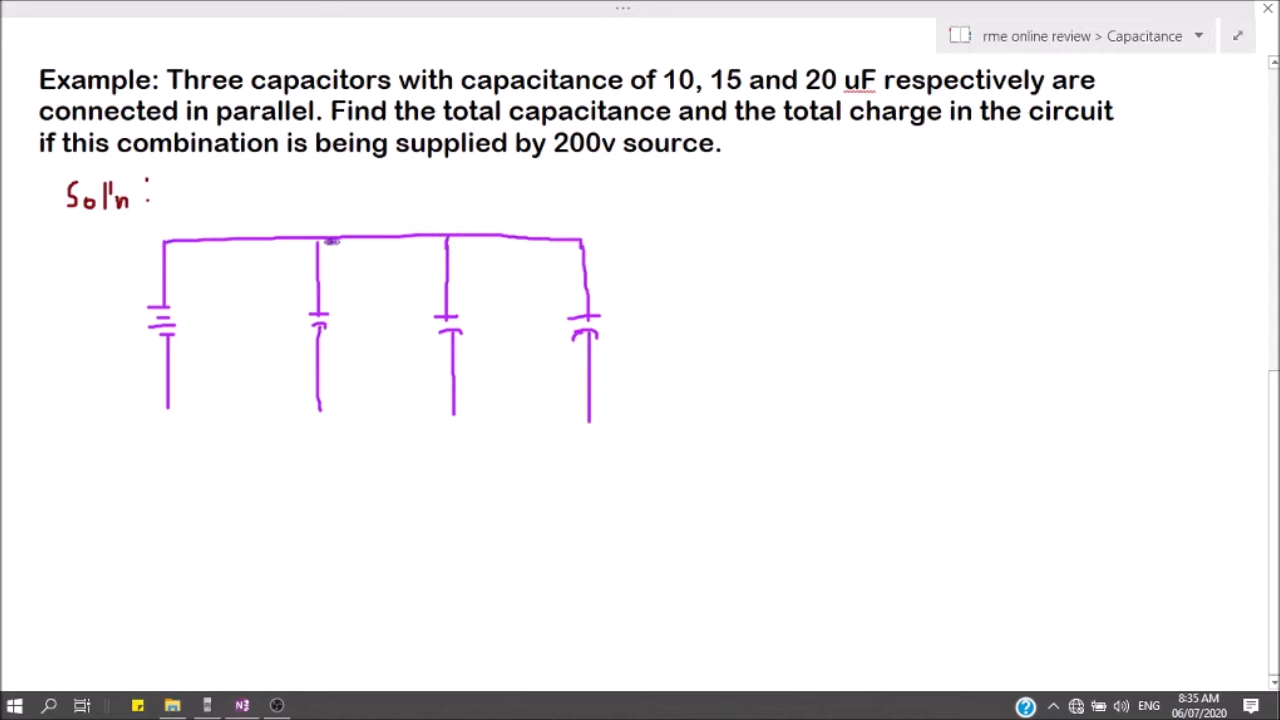 rme online review > Capacitance
Example: Three capacitors with capacitance of 10, 15 and 20 uF respectively are
connected in parallel. Find the total capacitance and the total charge in the circuit
if this combination is being supplied by 200v source.
Sol'n :
ENG
8:35 AM
06/07/2020